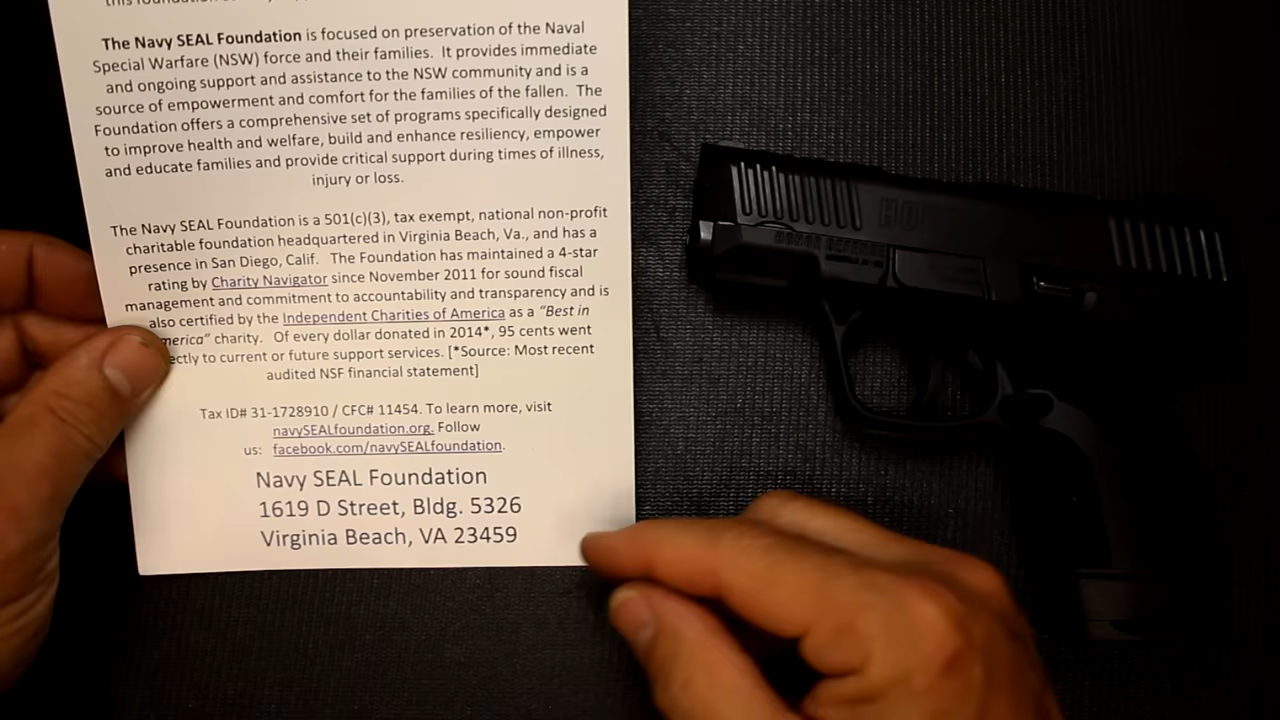 this foundation
The Navy SEAL Foundation is focused on preservation of the Naval
Special Warfare (NSW) force and their families. It provides immediate
and ongoing support and assistance to the NSW community and is a
source of empowerment and comfort for the families of the fallen. The
Foundation offers a comprehensive set of programs specifically designed
to improve health and welfare, build and enhance resiliency, empower
and educate families and provide critical support during times of illness,
injury or loss.
The Navy SEAL Foundation is a 501(c)(3), tax exempt, national non-profit
charitable foundation headquartered in Virginia Beach, Va., and has a
presence in San Diego, Calif. The Foundation has maintained a 4-star
rating by Charity Navigator since November 2011 for sound fiscal
management and commitment to accountability and transparency and is
also certified by the Independent Charities of America as a “Best in
merica” charity. Of every dollar donated in 2014*, 95 cents went
ectly to current or future support services. [*Source: Most recent
audited NSF financial statement]
Tax ID# 31-1728910 / CFC# 11454. To learn more, visit
navySEALfoundation.org. Follow
us: facebook.com/navySEALfoundation.
Navy SEAL Foundation
1619 D Street, Bldg. 5326
Virginia Beach, VA 23459
HONOR DEFENSE